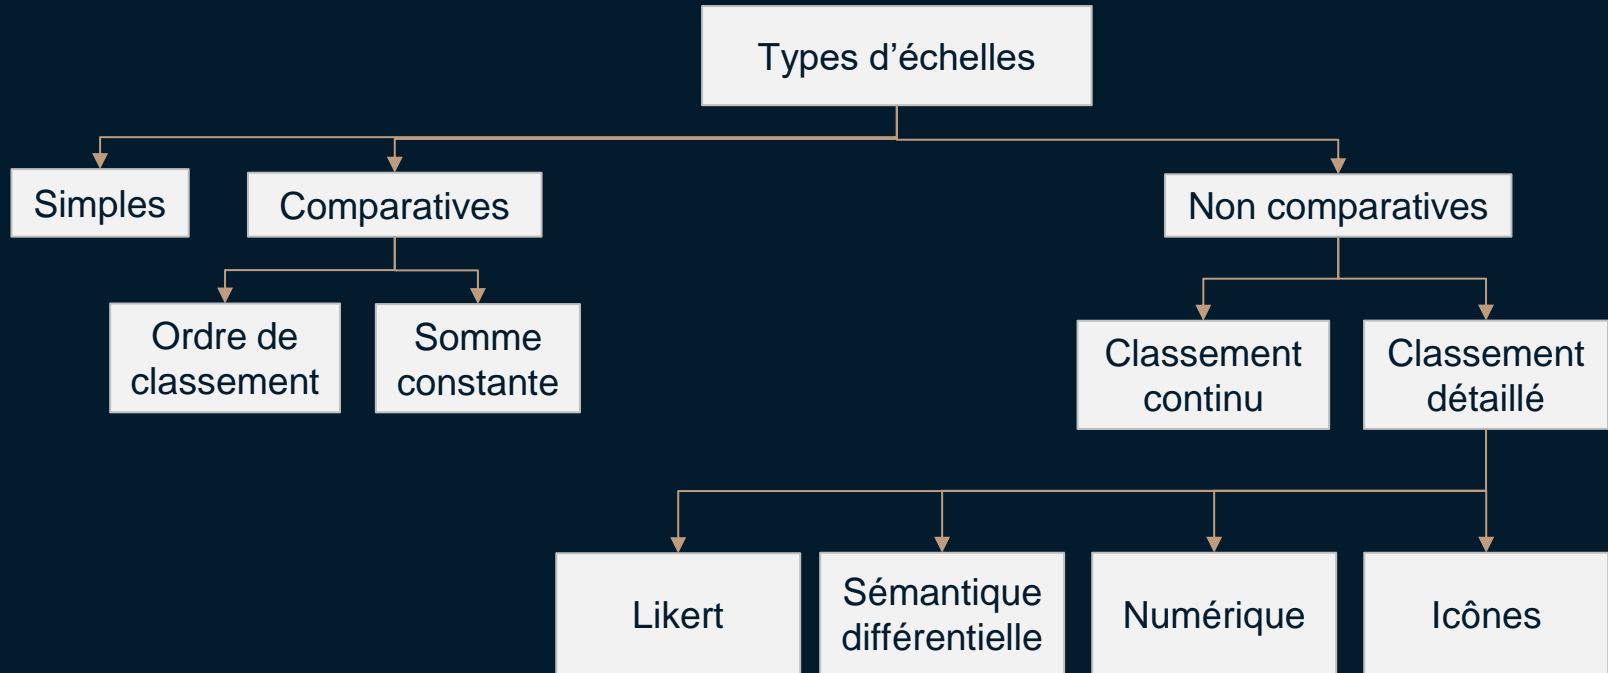 Types d’échelles
Simples
Comparatives
Non comparatives
Ordre de
classement
Somme
constante
Classement
continu
Classement
détaillé
Likert
Sémantique
différentielle
Numérique
Icônes